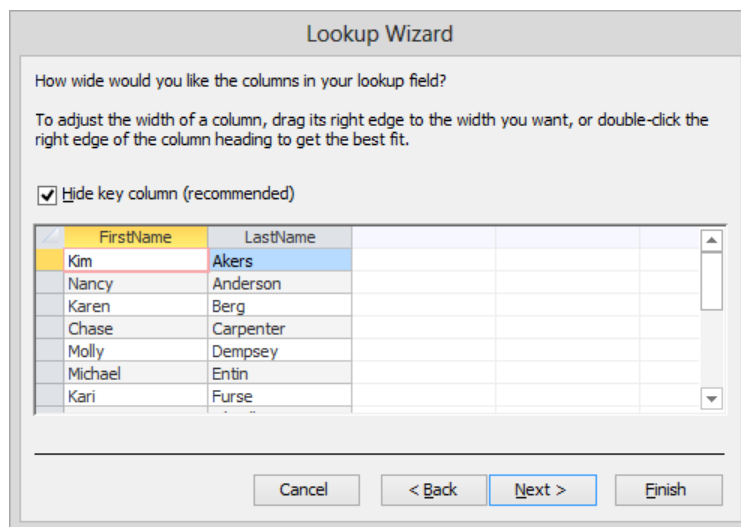 Lookup Wizard
How wide would you like the columns in your lookup field?
To adjust the width of a column, drag its right edge to the width you want, or double-click the
right edge of the column heading to get the best fit.
Hide key column (recommended)
FirstName LastName
Kim Akers
Nancy Anderson
Karen Berg
Chase Carpenter
Molly Dempsey
Michael Entin
Kari Furse
Cancel < Back Next > Finish